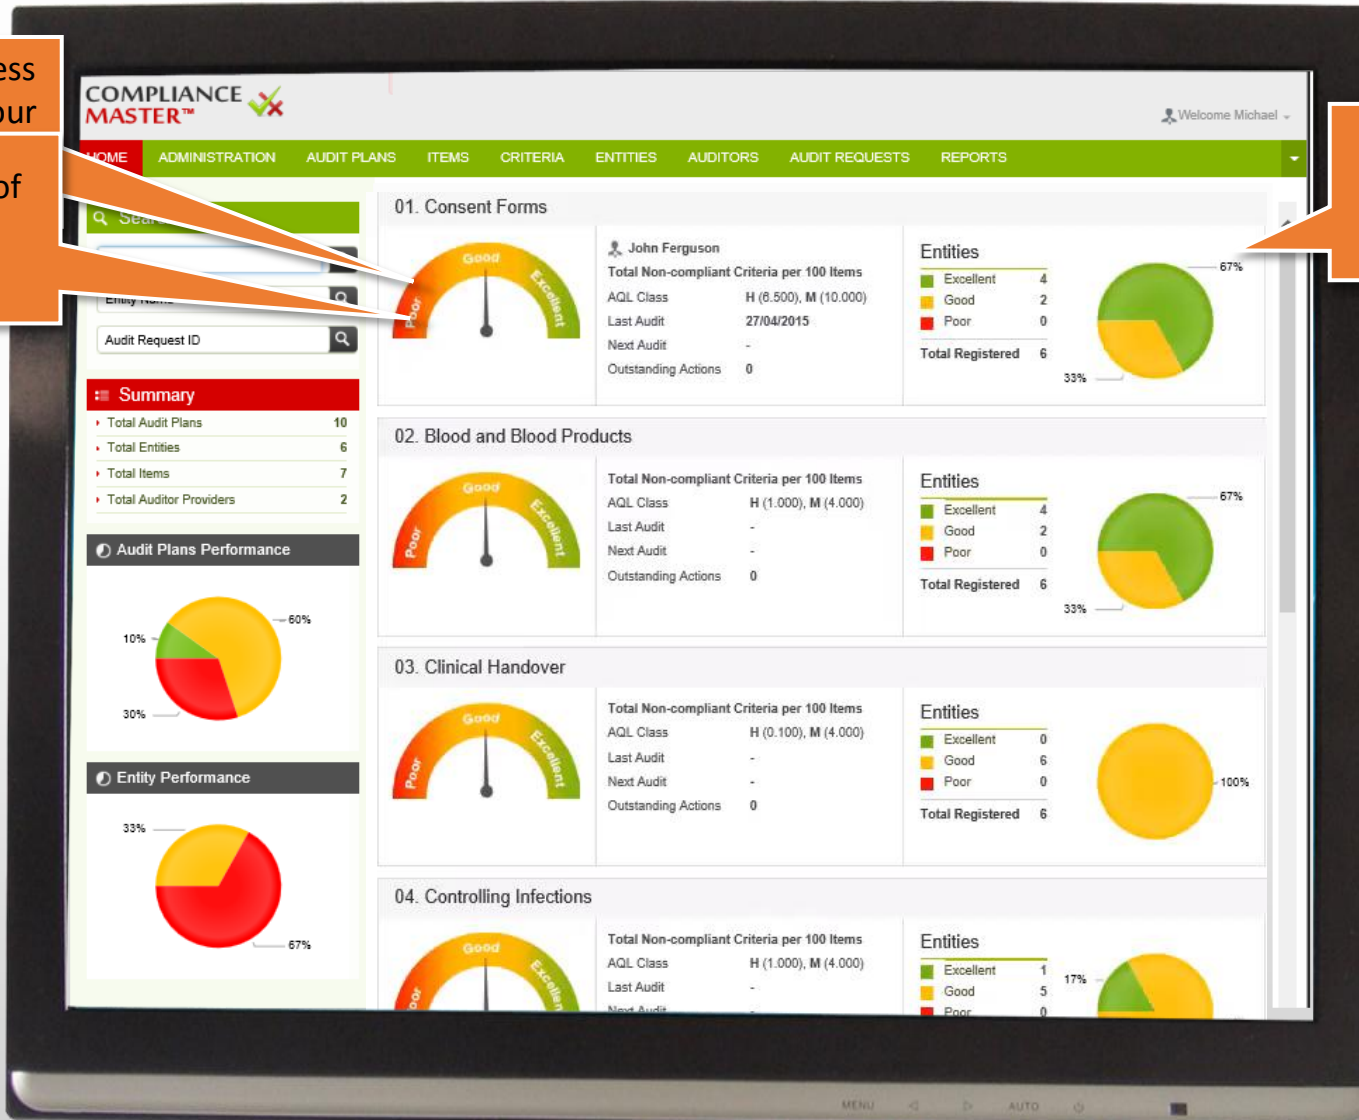 ess
our
of
COMPLIANCE
MASTER™
Welcome Michael
HOME ADMINISTRATION AUDIT PLANS ITEMS CRITERIA ENTITIES AUDITORS AUDIT REQUESTS REPORTS
Entity Name
Audit Request ID
Summary
Total Audit Plans 10
Total Entities 6
Total Items 7
Total Auditor Providers 2
Audit Plans Performance
60%
10%
30%
Entity Performance
33%
67%
01. Consent Forms
Poor Good Excellent
John Ferguson
Total Non-compliant Criteria per 100 Items
AQL Class H (6.500), M (10.000)
Last Audit 27/04/2015
Next Audit -
Outstanding Actions 0
Entities
Excellent 4
Good 2
Poor 0
Total Registered 6
67%
33%
02. Blood and Blood Products
Poor Good Excellent
Total Non-compliant Criteria per 100 Items
AQL Class H (1.000), M (4.000)
Last Audit -
Next Audit -
Outstanding Actions 0
Entities
Excellent 4
Good 2
Poor 0
Total Registered 6
67%
33%
03. Clinical Handover
Poor Good Excellent
Total Non-compliant Criteria per 100 Items
AQL Class H (0.100), M (4.000)
Last Audit -
Next Audit -
Outstanding Actions 0
Entities
Excellent 0
Good 6
Poor 0
Total Registered 6
100%
04. Controlling Infections
Poor Good Excellent
Total Non-compliant Criteria per 100 Items
AQL Class H (1.000), M (4.000)
Last Audit -
Next Audit -
Entities
Excellent 1
Good 5
Poor 0
17%
MENU AUTO